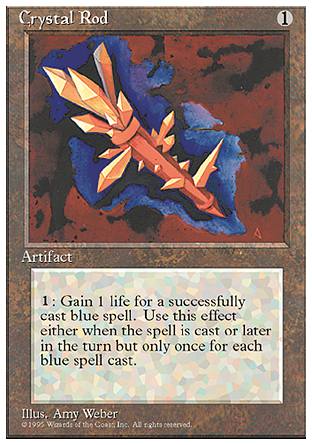 Crystal Rod 1
Artifact
1: Gain 1 life for a successfully
cast blue spell. Use this effect
either when the spell is cast or later
in the turn but only once for each
blue spell cast.
Illus. Amy Weber
©1995 Wizards of the Coast, Inc. All rights reserved.